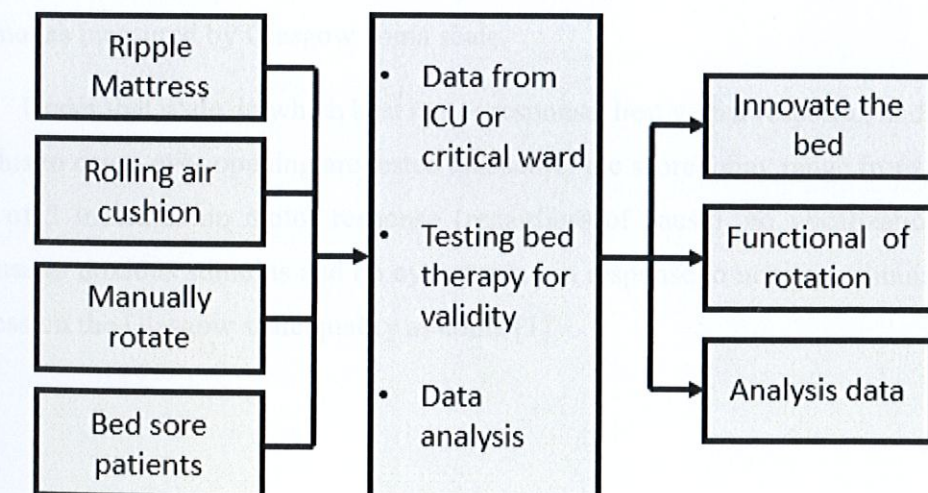 Ripple
Mattress
Rolling air
cushion
Manually
rotate
Bed sore
patients
• Data from
ICU or
critical ward
• Testing bed
therapy for
validity
• Data
analysis
Innovate the
bed
Functional of
rotation
Analysis data